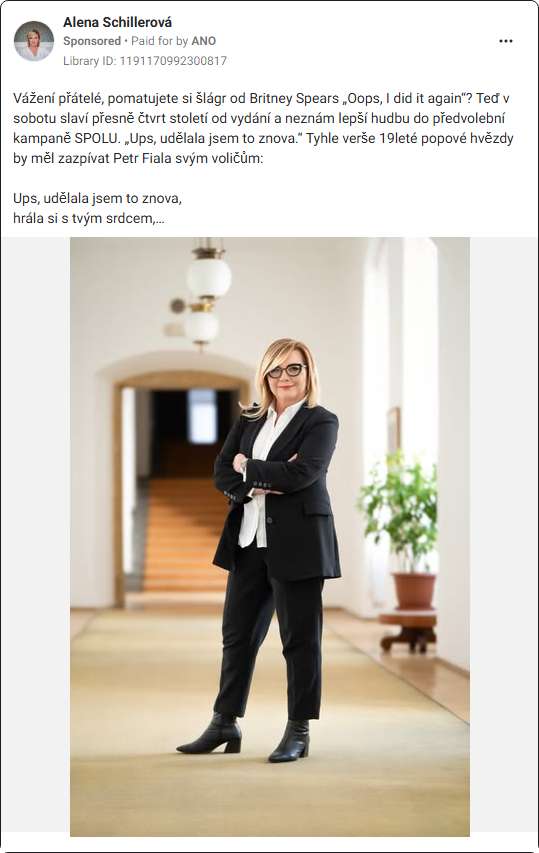 Alena Schillerová
Sponsored • Paid for by ANO
Library ID: 1191170992300817
Vážení přátelé, pomatujete si šlágr od Britney Spears „Oops, I did it again“? Teď v
sobotu slaví přesně čtvrt století od vydání a neznám lepší hudbu do předvolební
kampaně SPOLU. „Ups, udělala jsem to znova.“ Tyhle verše 19leté popové hvězdy
by měl zazpívat Petr Fiala svým voličům:
Ups, udělala jsem to znova,
hrála si s tvým srdcem,...